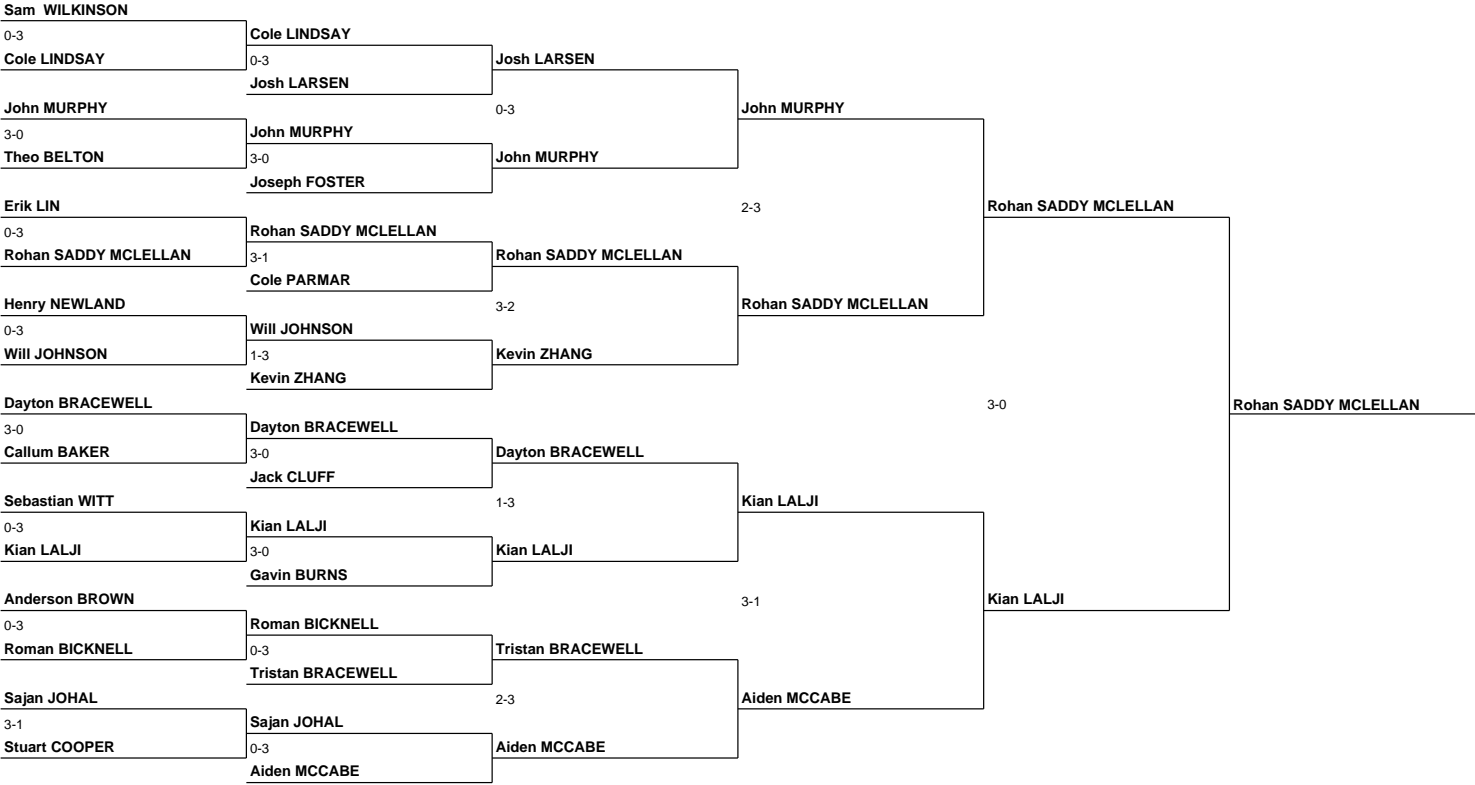 Sam  WILKINSON
0-3
Cole LINDSAY
John MURPHY
3-0
Theo BELTON
Erik LIN
0-3
Rohan SADDY MCLELLAN
Henry NEWLAND
0-3
Will JOHNSON
Dayton BRACEWELL
3-0
Callum BAKER
Sebastian WITT
0-3
Kian LALJI
Anderson BROWN
0-3
Roman BICKNELL
Sajan JOHAL
3-1
Stuart COOPER
Cole LINDSAY
0-3
Josh LARSEN
John MURPHY
3-0
Joseph FOSTER
Rohan SADDY MCLELLAN
3-1
Cole PARMAR
Will JOHNSON
1-3
Kevin ZHANG
Dayton BRACEWELL
3-0
Jack CLUFF
Kian LALJI
3-0
Gavin BURNS
Roman BICKNELL
0-3
Tristan BRACEWELL
Sajan JOHAL
0-3
Aiden MCCABE
Josh LARSEN
0-3
John MURPHY
Rohan SADDY MCLELLAN
3-2
Kevin ZHANG
Dayton BRACEWELL
1-3
Kian LALJI
Tristan BRACEWELL
2-3
Aiden MCCABE
John MURPHY
2-3
Rohan SADDY MCLELLAN
Kian LALJI
3-1
Aiden MCCABE
Rohan SADDY MCLELLAN
3-0
Kian LALJI
Rohan SADDY MCLELLAN